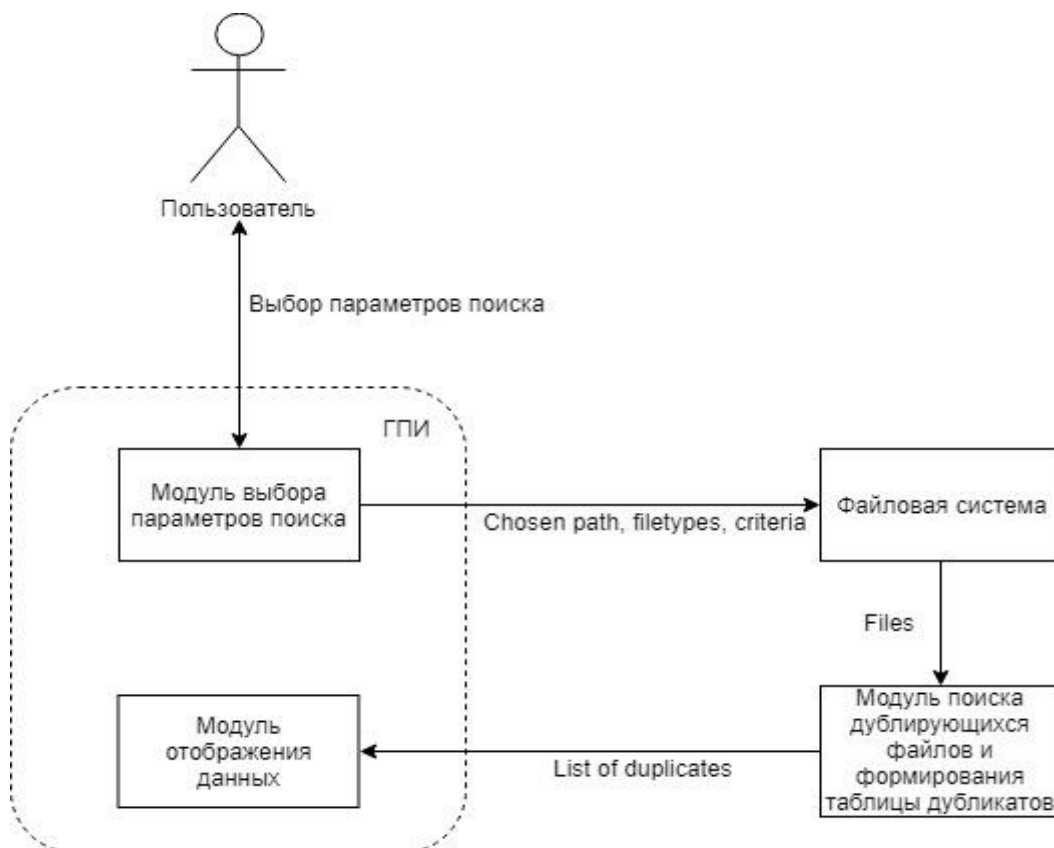 Пользователь
Выбор параметров поиска
ГПИ
Модуль выбора
параметров поиска
Chosen path, filetypes, criteria
Файловая система
Files
Модуль
отображения
данных
List of duplicates
Модуль поиска
дублирующихся
файлов и
формирования
таблицы дубликатов